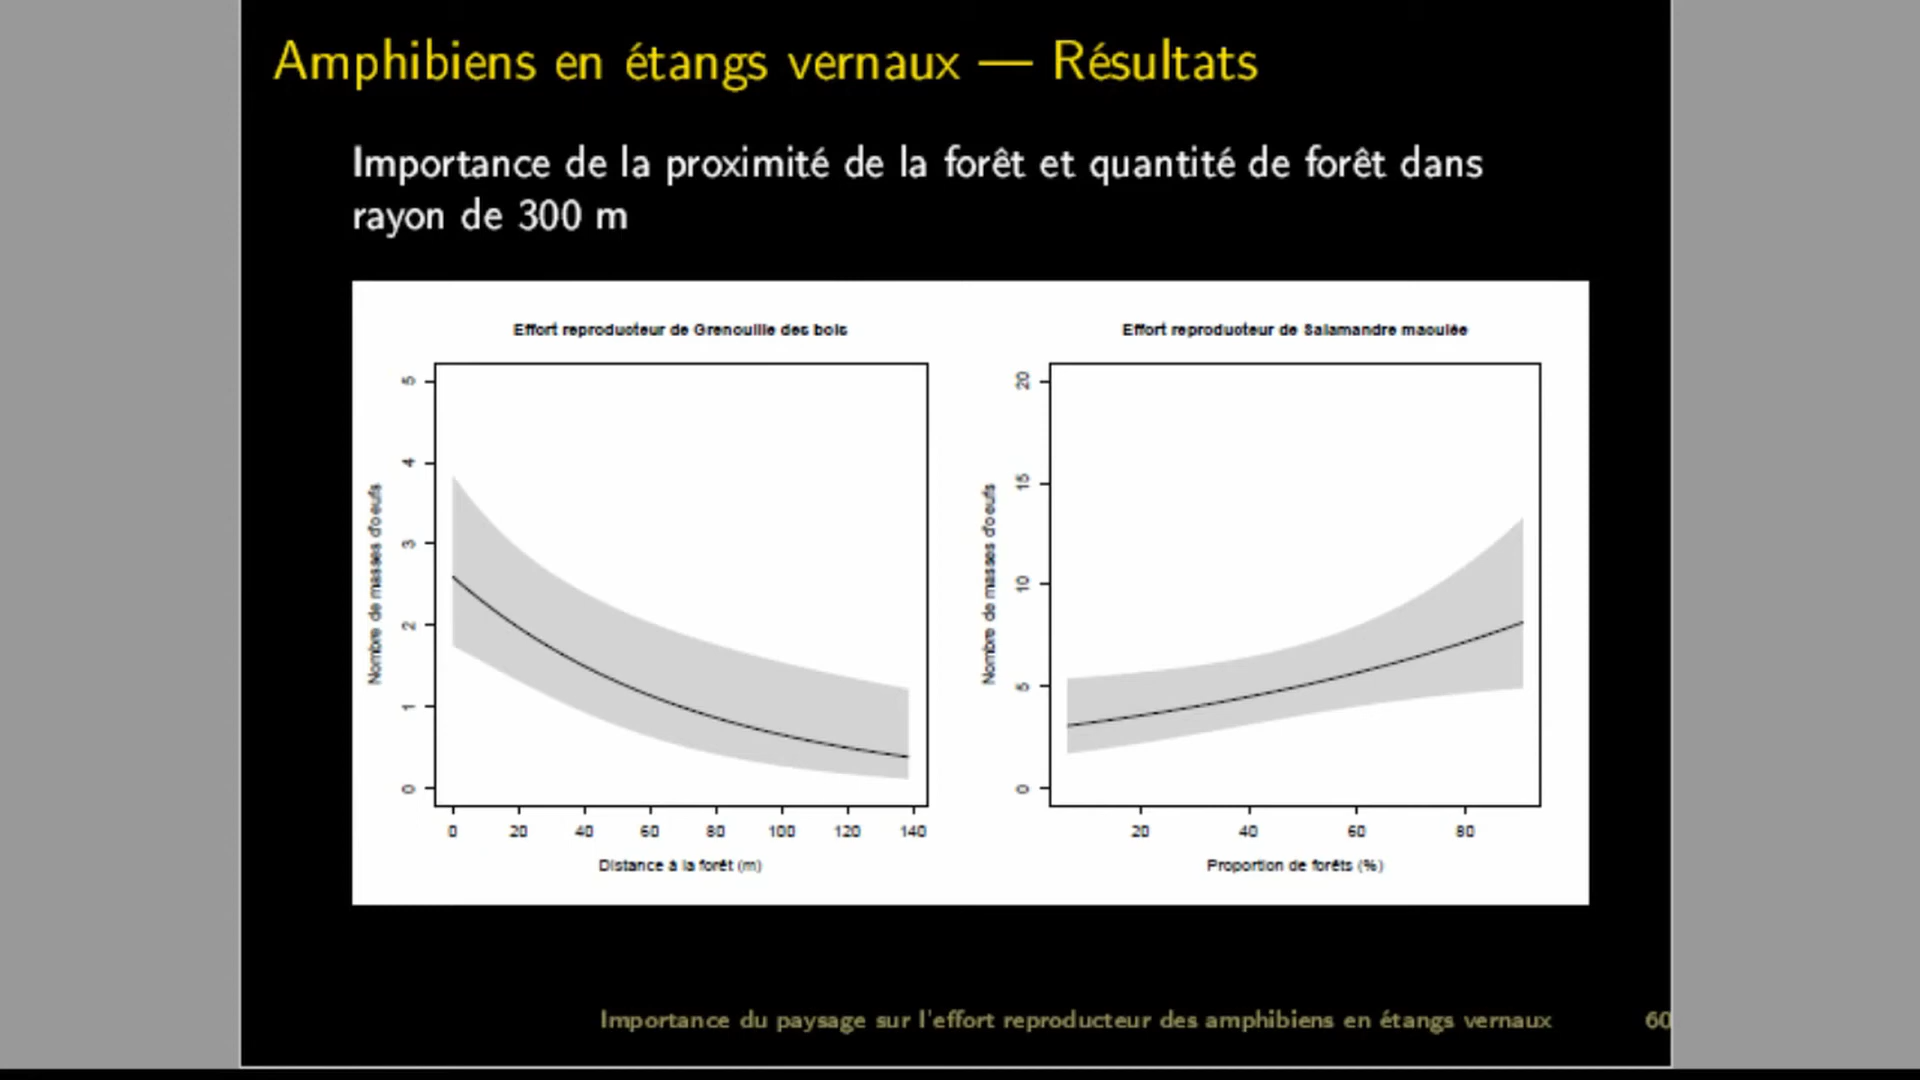 Amphibiens en étangs vernaux — Résultats
Importance de la proximité de la forêt et quantité de forêt dans
rayon de 300 m
Effort reproducteur de Grenouille des bois
Nombre de masses d'oeufs
5
4
3
2
1
0
0 20 40 60 80 100 120 140
Distance à la forêt (m)
Effort reproducteur de Salamandre maculée
Nombre de masses d'oeufs
20
15
10
5
0
20 40 60 80
Proportion de forêts (%)
Importance du paysage sur l'effort reproducteur des amphibiens en étangs vernaux 60